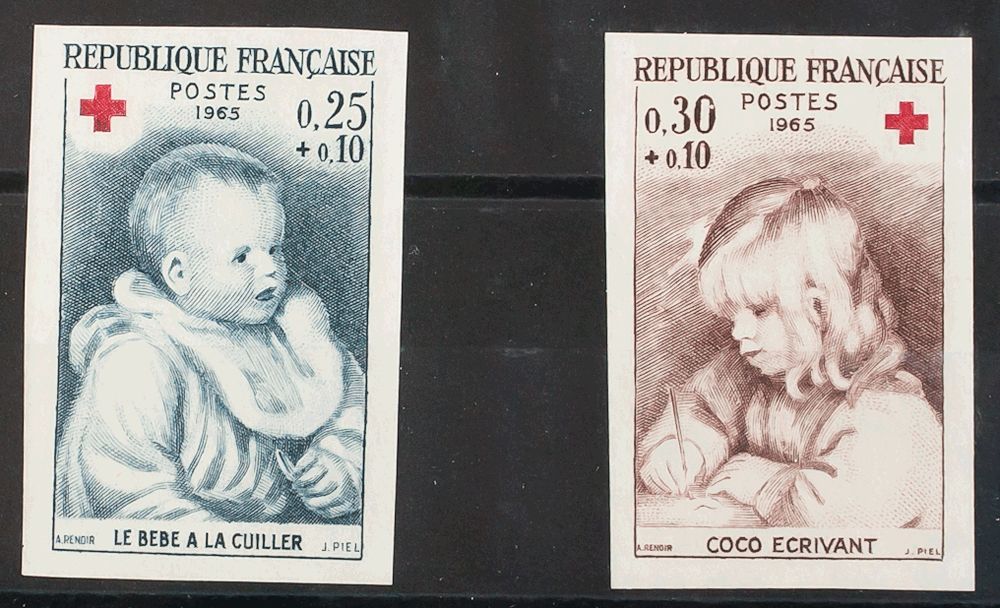 REPUBLIQUE FRANÇAISE
POSTES
1965
0,25
+ 0,10
A.RENOIR LE BEBE A LA CUILLER J. PIEL
REPUBLIQUE FRANÇAISE
0,30
+ 0,10
POSTES
1965
A.RENOIR COCO ECRIVANT J. PIEL